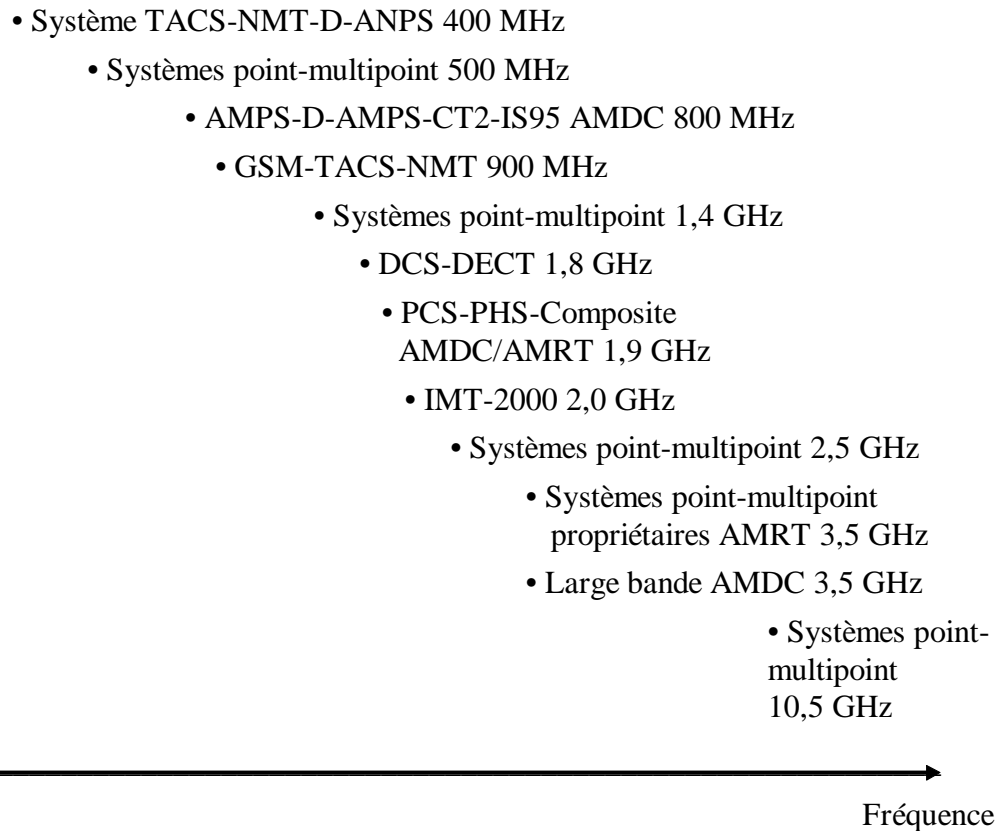 • Système TACS-NMT-D-ANPS 400 MHz
• Systèmes point-multipoint 500 MHz
• AMPS-D-AMPS-CT2-IS95 AMDC 800 MHz
• GSM-TACS-NMT 900 MHz
• Systèmes point-multipoint 1,4 GHz
• DCS-DECT 1,8 GHz
• PCS-PHS-Composite
AMDC/AMRT 1,9 GHz
• IMT-2000 2,0 GHz
• Systèmes point-multipoint 2,5 GHz
• Systèmes point-multipoint
propriétaires AMRT 3,5 GHz
• Large bande AMDC 3,5 GHz
• Systèmes point-
multipoint
10,5 GHz
Fréquence